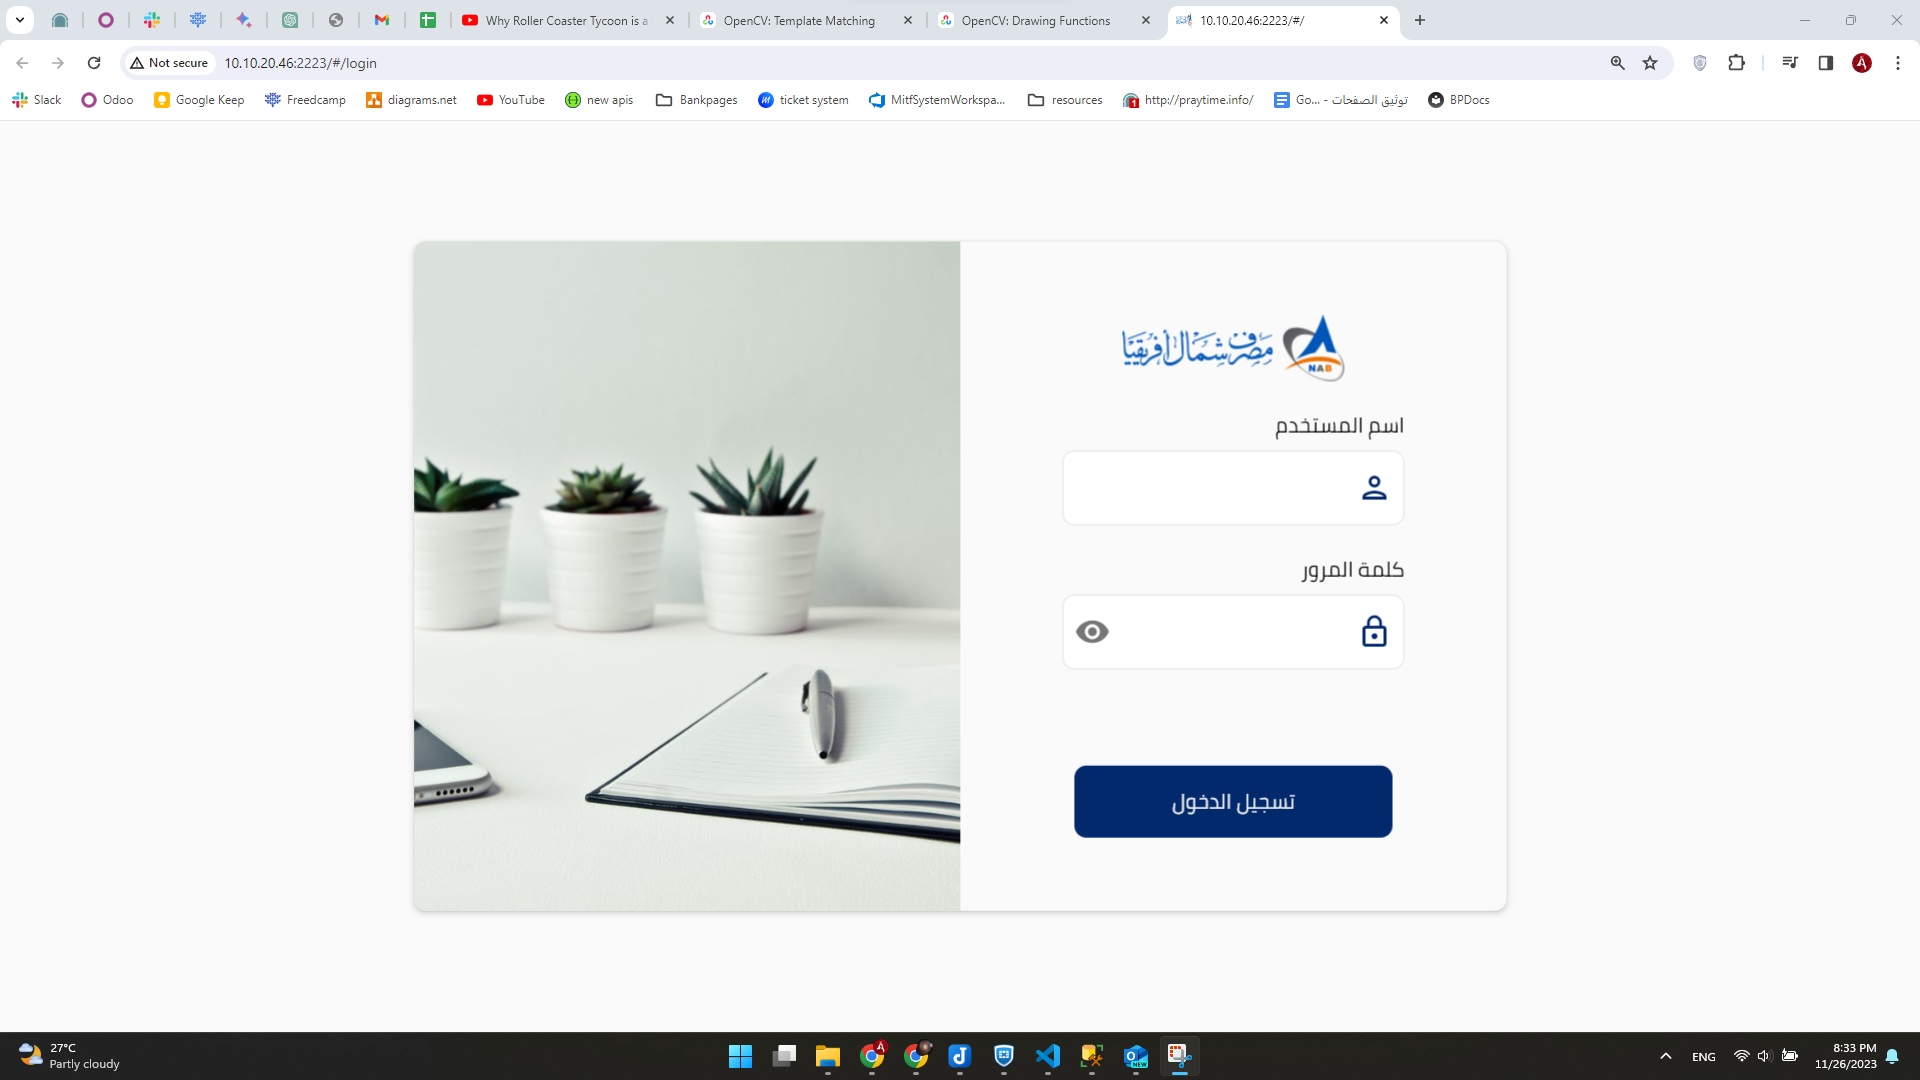 Why Roller Coaster Tycoon is a
OpenCV: Template Matching
OpenCV: Drawing Functions
10.10.20.46:2223/#/
Not secure
10.10.20.46:2223/#/login
Slack
Odoo
Google Keep
Freedcamp
diagrams.net
YouTube
new apis
Bankpages
ticket system
MitfSystemWorkspa...
resources
http://praytime.info/
توثيق الصفحات - Go...
BPDocs
مصرف شمال أفريقيا
NAB
اسم المستخدم
كلمة المرور
تسجيل الدخول
27°C
Partly cloudy
ENG
8:33 PM
11/26/2023